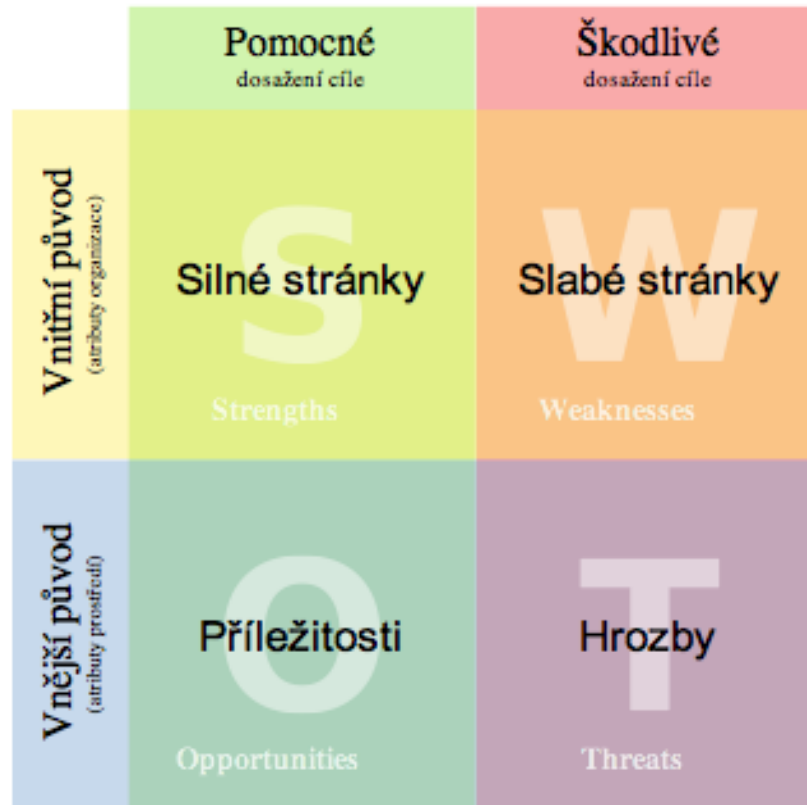 Pomocné
dosažení cíle
Škodlivé
dosažení cíle
Vnitřní původ
(atributy organizace)
S
Silné stránky
Strengths
W
Slabé stránky
Weaknesses
Vnější původ
(atributy prostředí)
O
Příležitosti
Opportunities
T
Hrozby
Threats